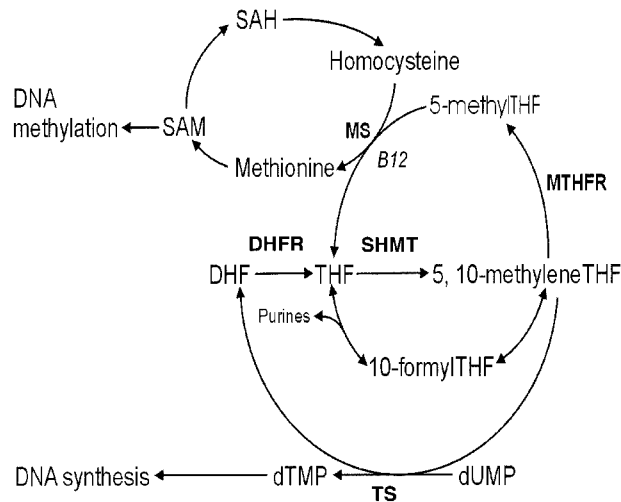 SAH
Homocysteine
DNA
methylation
SAM
MS
5-methylTHF
Methionine
B12
MTHFR
DHFR
SHMT
DHF
THF
5, 10-methyleneTHF
Purines
10-formylTHF
DNA synthesis
dTMP
dUMP
TS